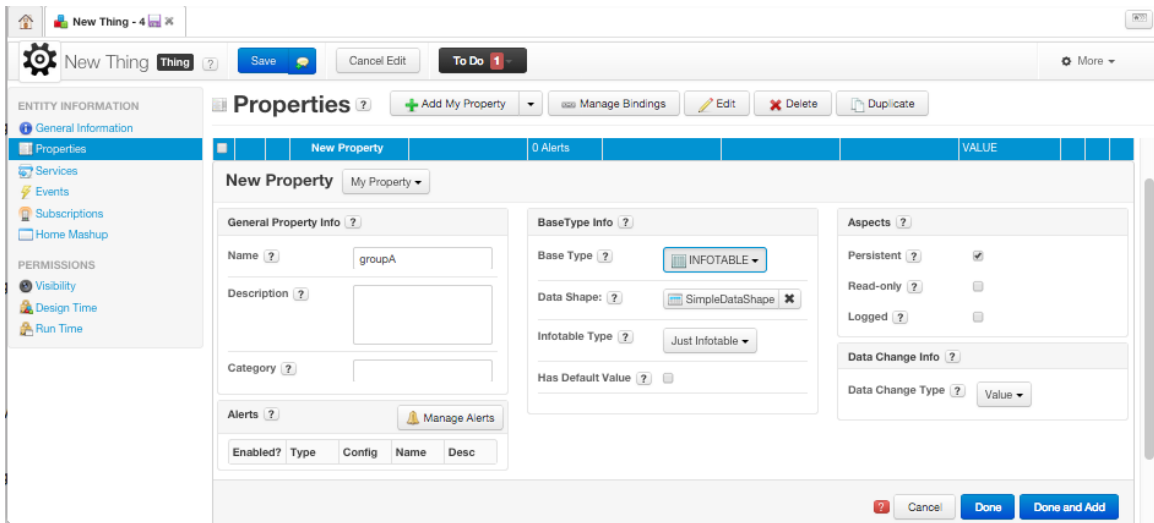 New Thing - 4
New Thing Thing ? Save Cancel Edit To Do 1 More
ENTITY INFORMATION
General Information
Properties
Services
Events
Subscriptions
Home Mashup
PERMISSIONS
Visibility
Design Time
Run Time
Properties ? Add My Property Manage Bindings Edit Delete Duplicate
New Property 0 Alerts VALUE
New Property My Property
General Property Info ?
Name ? groupA
Description ?
Category ?
Alerts ? Manage Alerts
Enabled? Type Config Name Desc
BaseType Info ?
Base Type ? INFOTABLE
Data Shape: ? SimpleDataShape
Infotable Type ? Just Infotable
Has Default Value ?
Aspects ?
Persistent ?
Read-only ?
Logged ?
Data Change Info ?
Data Change Type ? Value
? Cancel Done Done and Add